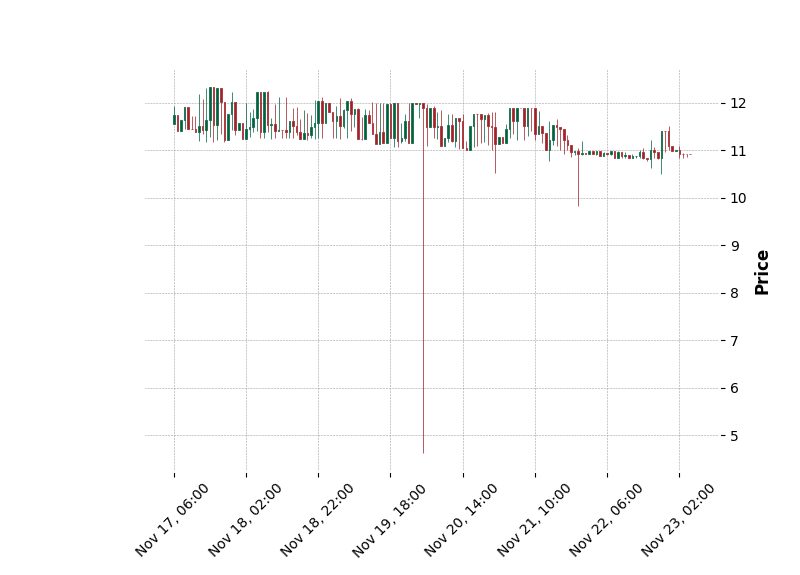 12
11
10
9
8
7
6
5
Price
Nov 17, 06:00
Nov 18, 02:00
Nov 18, 22:00
Nov 19, 18:00
Nov 20, 14:00
Nov 21, 10:00
Nov 22, 06:00
Nov 23, 02:00